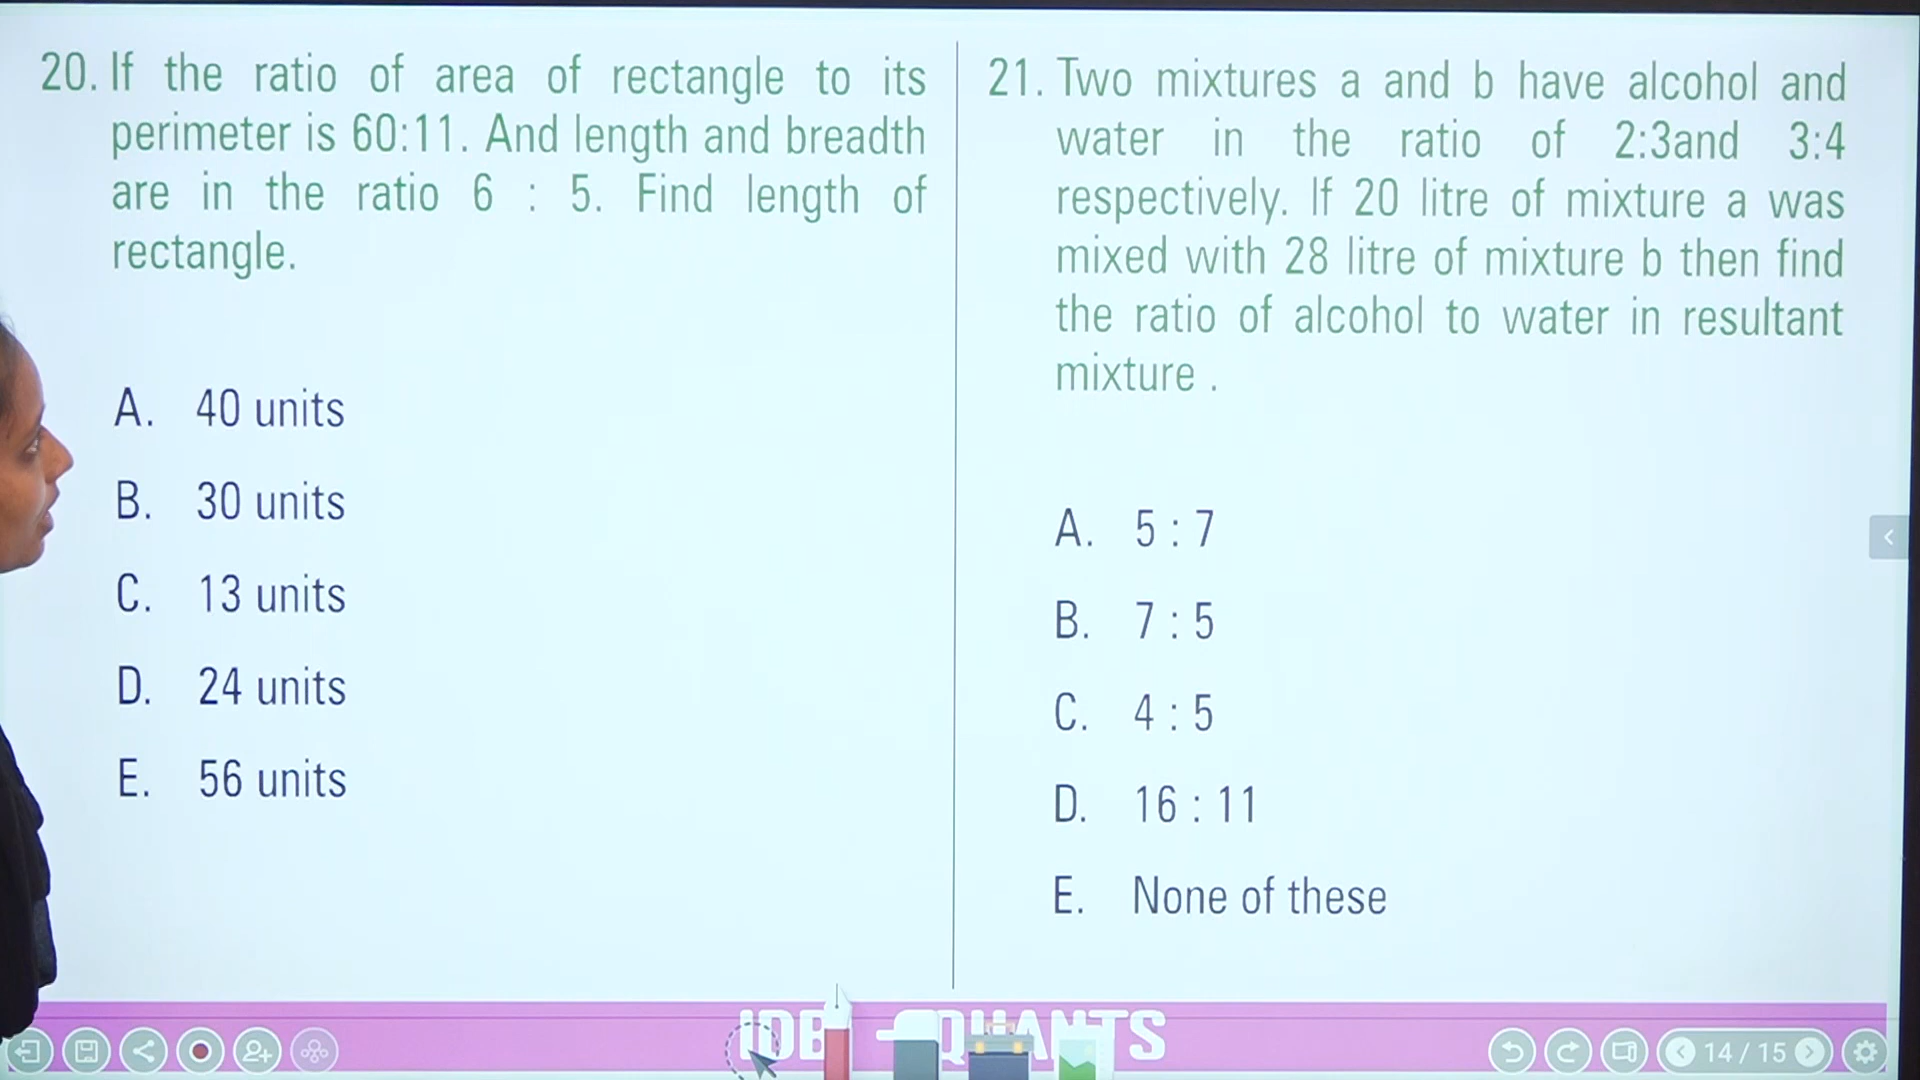 20. If the ratio of area of rectangle to its
perimeter is 60:11. And length and breadth
are in the ratio 6 : 5. Find length of
rectangle.
A. 40 units
B. 30 units
C. 13 units
D. 24 units
E. 56 units
21. Two mixtures a and b have alcohol and
water in the ratio of 2:3and 3:4
respectively. If 20 litre of mixture a was
mixed with 28 litre of mixture b then find
the ratio of alcohol to water in resultant
mixture .
A. 5 : 7
B. 7 : 5
C. 4 : 5
D. 16 : 11
E. None of these
14 / 15